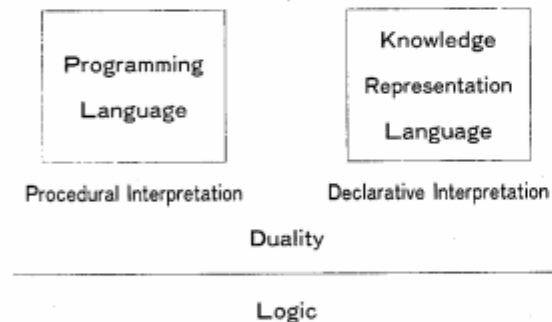 Programming
Language
Knowledge
Representation
Language
Procedural Interpretation
Declarative Interpretation
Duality
Logic